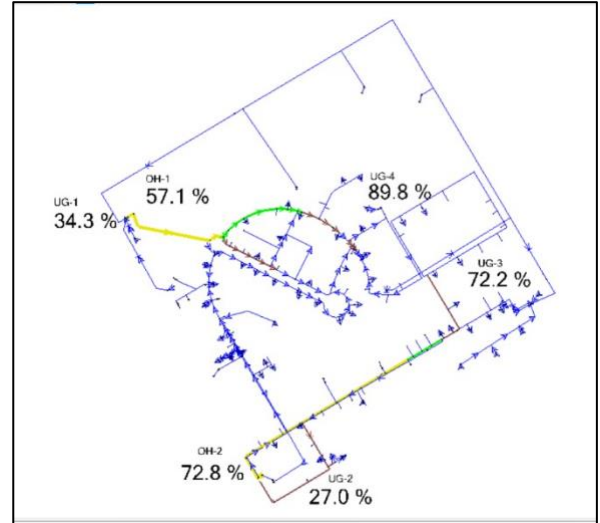 OH-1
57.1 %
UG-1
34.3 %
UG-4
89.8 %
UG-3
72.2 %
OH-2
72.8 %
UG-2
27.0 %